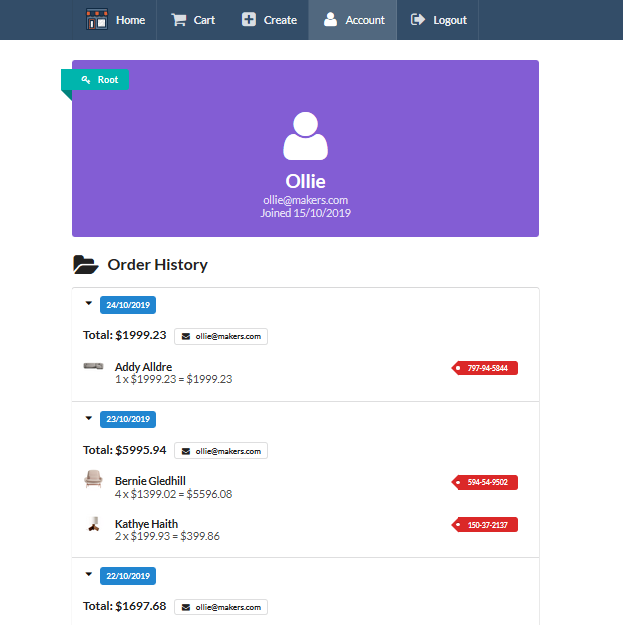 Home
Cart
Create
Account
Logout
Root
Ollie
ollie@makers.com
Joined 15/10/2019
Order History
24/10/2019
Total: $1999.23 ollie@makers.com
Addy Alldre 797-94-5844
1 x $1999.23 = $1999.23
23/10/2019
Total: $5995.94 ollie@makers.com
Bernie Gledhill 594-54-9502
4 x $1399.02 = $5596.08
Kathye Haith 150-37-2137
2 x $199.93 = $399.86
22/10/2019
Total: $1697.68 ollie@makers.com